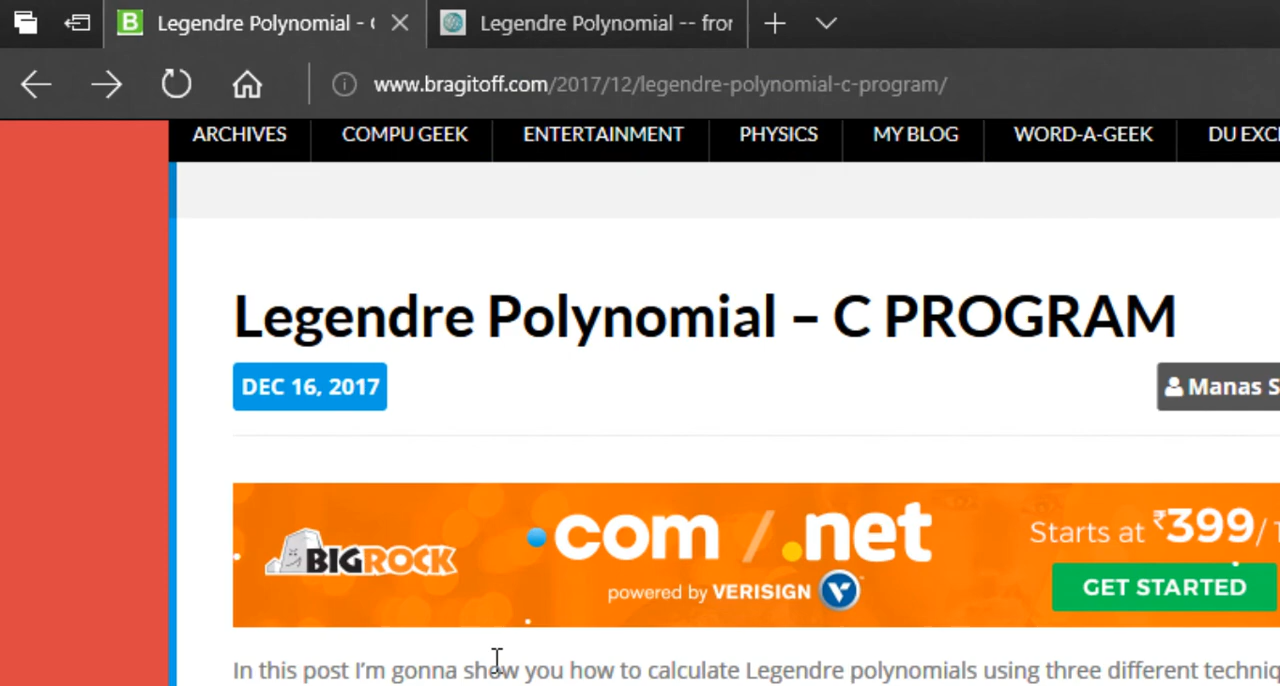 Legendre Polynomial - (
Legendre Polynomial -- fror
www.bragitoff.com/2017/12/legendre-polynomial-c-program/
ARCHIVES COMPU GEEK ENTERTAINMENT PHYSICS MY BLOG WORD-A-GEEK DU EXC
Legendre Polynomial – C PROGRAM
DEC 16, 2017
Manas S
BIGROCK
.com / .net
powered by VERISIGN
Starts at ₹399/ 1
GET STARTED
In this post I'm gonna show you how to calculate Legendre polynomials using three different techniq